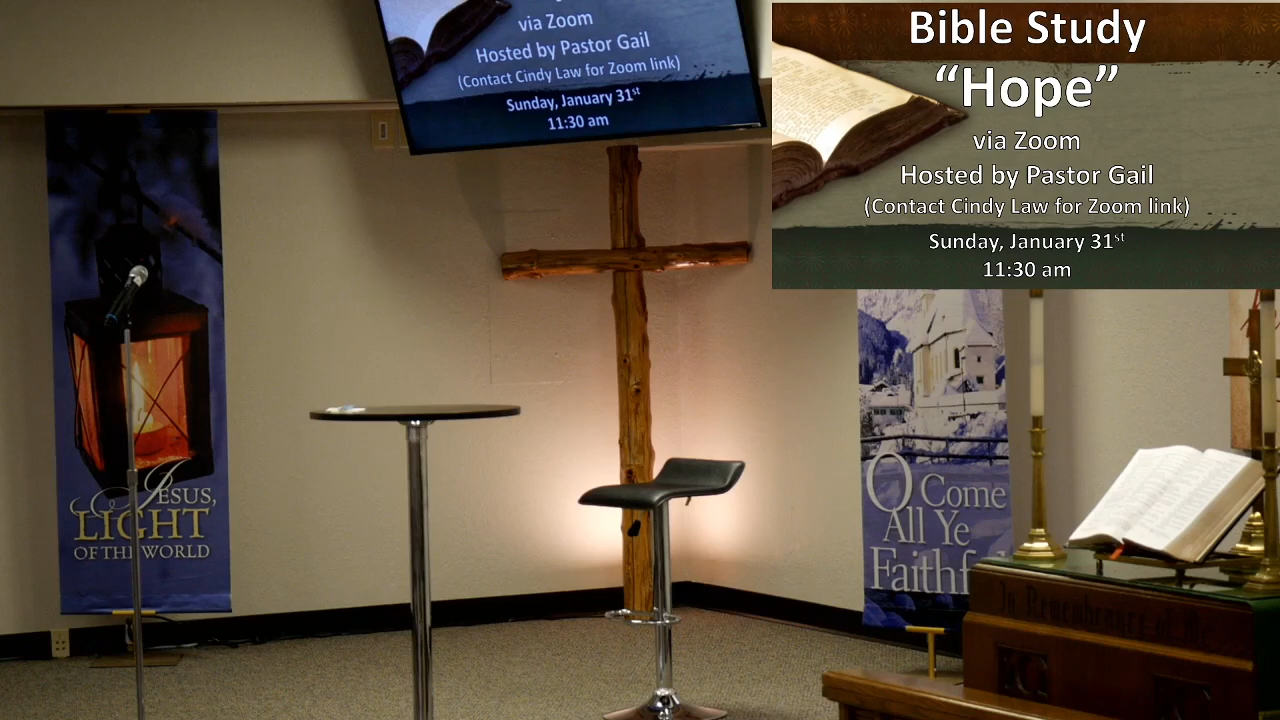 via Zoom
Hosted by Pastor Gail
(Contact Cindy Law for Zoom link)
Sunday, January 31st
11:30 am
Bible Study
“Hope”
via Zoom
Hosted by Pastor Gail
(Contact Cindy Law for Zoom link)
Sunday, January 31st
11:30 am
JESUS,
LIGHT
OF THE WORLD
O COME
ALL YE
FAITHF
In Remembrance of Me